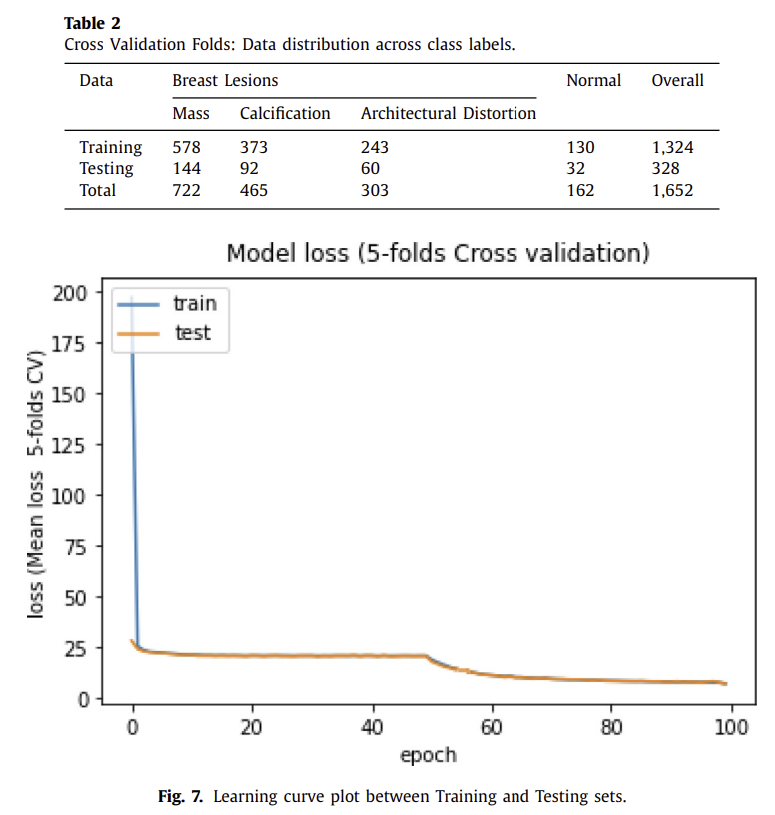 Table 2
Cross Validation Folds: Data distribution across class labels.
Data Breast Lesions Normal Overall
Mass Calcification Architectural Distortion
Training 578 373 243 130 1,324
Testing 144 92 60 32 328
Total 722 465 303 162 1,652
Model loss (5-folds Cross validation)
train
test
loss (Mean loss 5-folds CV)
200
175
150
125
100
75
50
25
0
0 20 40 60 80 100
epoch
Fig. 7. Learning curve plot between Training and Testing sets.